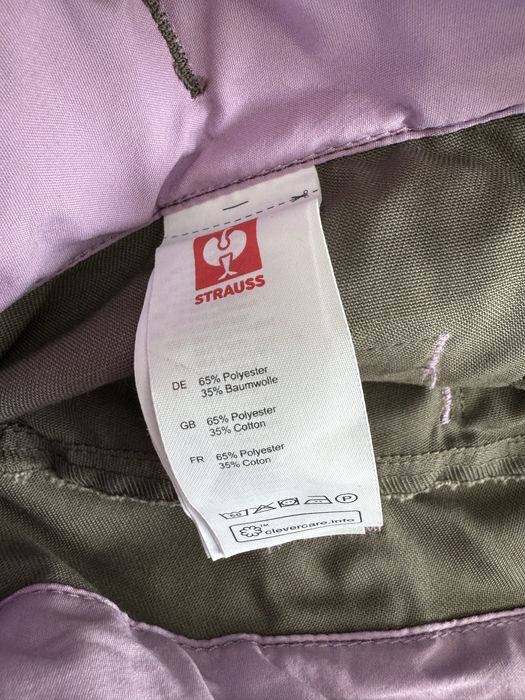 STRAUSS
DE 65% Polyester
35% Baumwolle
GB 65% Polyester
35% Cotton
FR 65% Polyester
35% Coton
P
clevercare.info